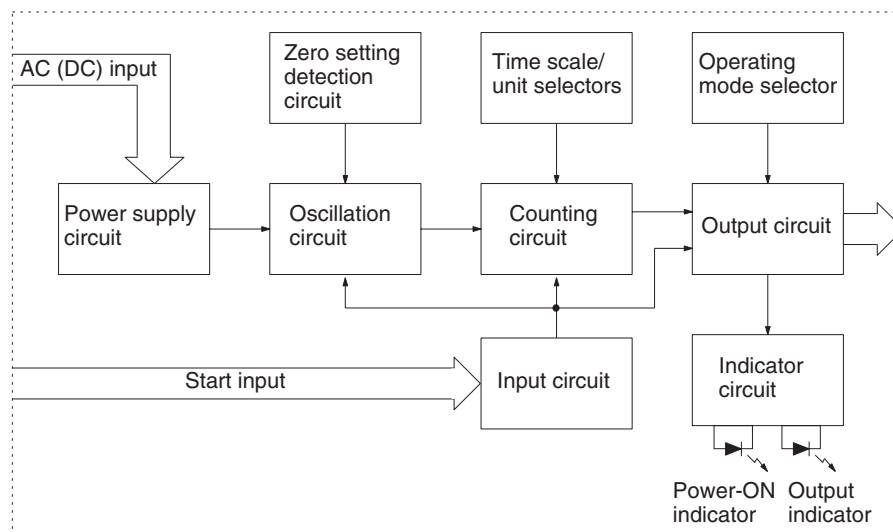 AC (DC) input
Zero setting
detection
circuit
Time scale/
unit selectors
Operating
mode selector
Power supply
circuit
Oscillation
circuit
Counting
circuit
Output circuit
Start input
Input circuit
Indicator
circuit
Power-ON
indicator
Output
indicator